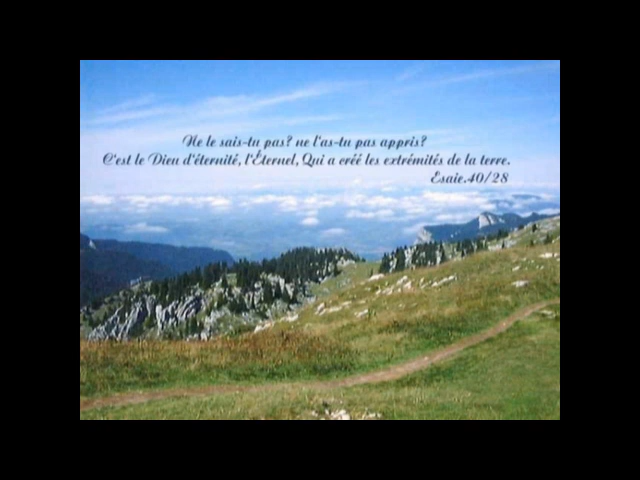 Ne le sais-tu pas? ne l'as-tu pas appris?
C'est le Dieu d'éternité, l'Éternel, Qui a créé les extrémités de la terre.
Esaie.40/28